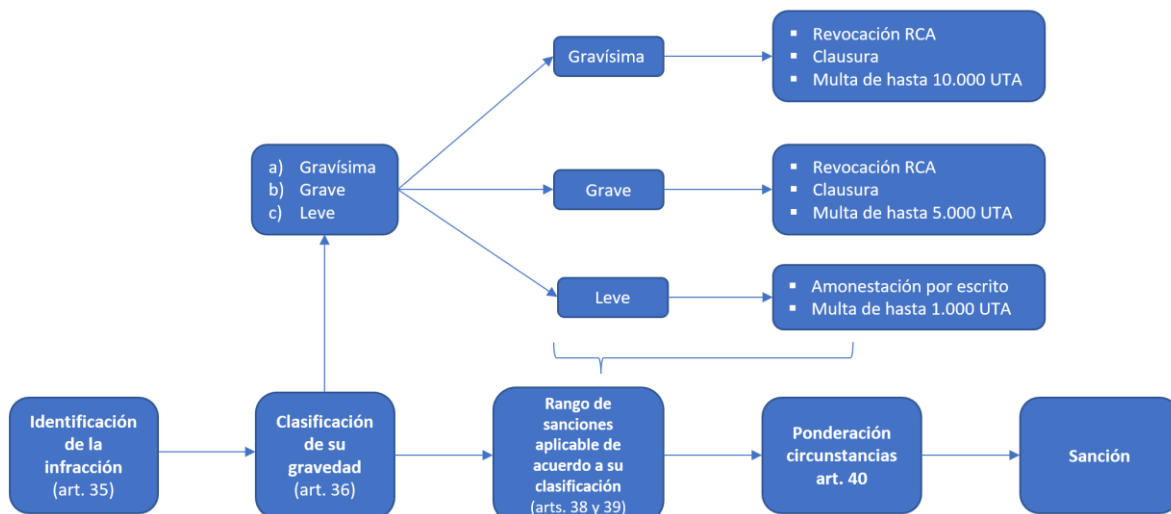 Gravísima
▪ Revocación RCA
▪ Clausura
▪ Multa de hasta 10.000 UTA
a) Gravísima
b) Grave
c) Leve
Grave
▪ Revocación RCA
▪ Clausura
▪ Multa de hasta 5.000 UTA
Leve
▪ Amonestación por escrito
▪ Multa de hasta 1.000 UTA
Identificación
de la
infracción
(art. 35)
Clasificación
de su
gravedad
(art. 36)
Rango de
sanciones
aplicable de
acuerdo a su
clasificación
(arts. 38 y 39)
Ponderación
circunstancias
art. 40
Sanción